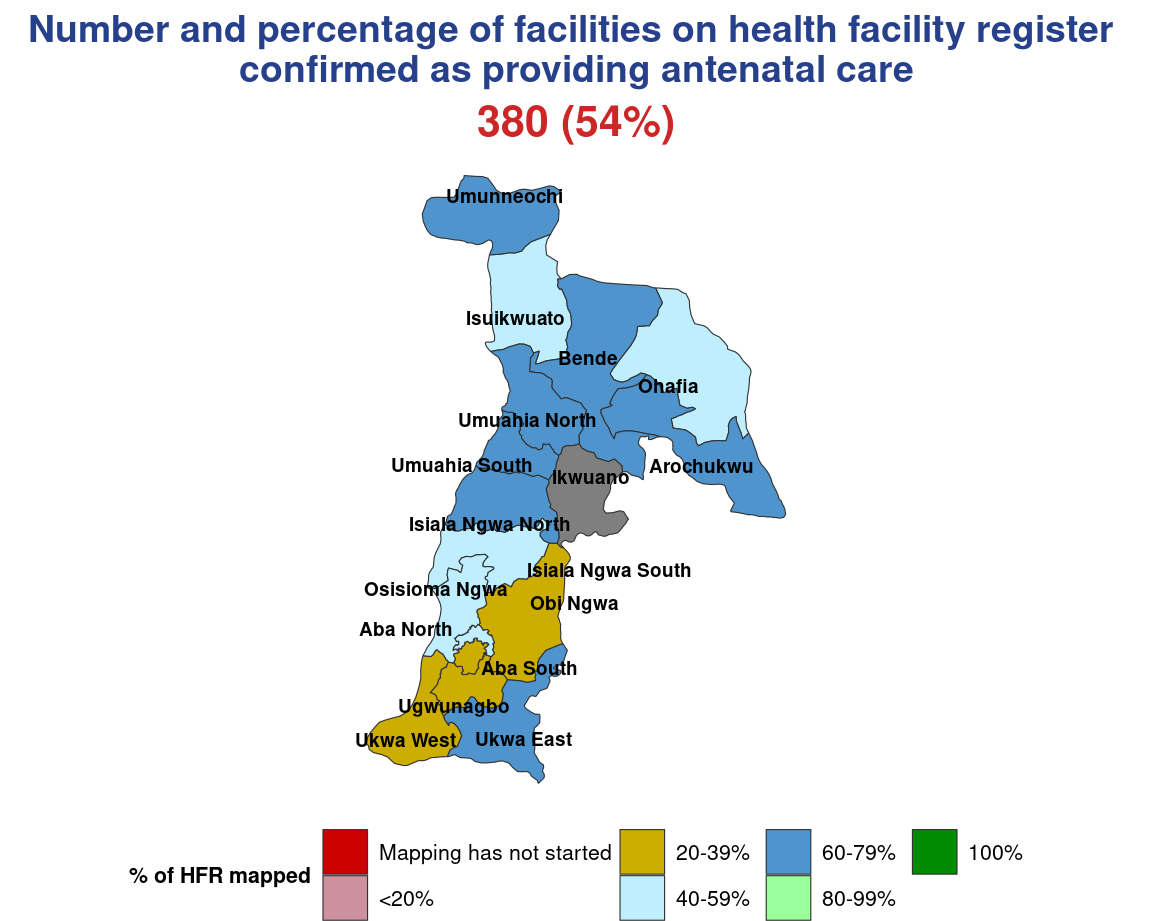 Number and percentage of facilities on health facility register
confirmed as providing antenatal care
380 (54%)
Umunneochi
Isuikwuato
Bende
Ohafia
Umuahia North
Umuahia South
Arochukwu
Ikwuano
Isiala Ngwa North
Isiala Ngwa South
Osisioma Ngwa
Obi Ngwa
Aba North
Aba South
Ugwunagbo
Ukwa West
Ukwa East
% of HFR mapped
Mapping has not started
<20%
20-39%
40-59%
60-79%
80-99%
100%